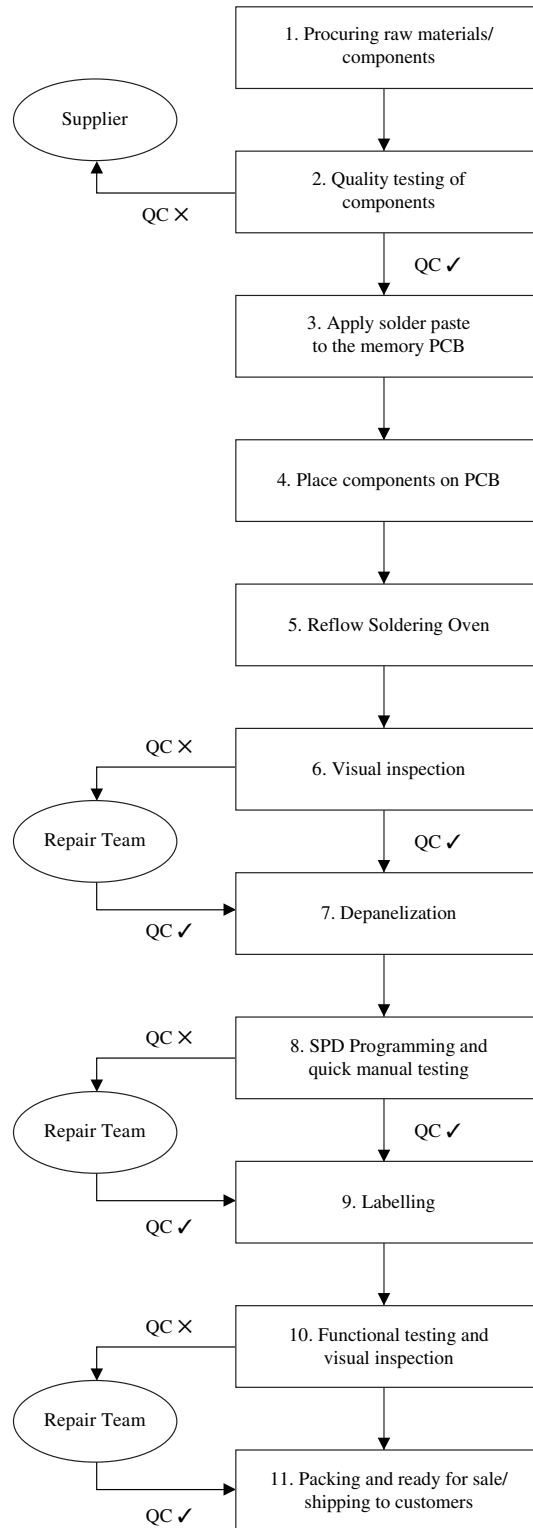 1. Procuring raw materials/
components
Supplier
2. Quality testing of
components
QC ✕
QC ✓
3. Apply solder paste
to the memory PCB
4. Place components on PCB
5. Reflow Soldering Oven
QC ✕
6. Visual inspection
Repair Team
QC ✓
7. Depanelization
QC ✓
QC ✕
8. SPD Programming and
quick manual testing
Repair Team
QC ✓
9. Labelling
QC ✓
QC ✕
10. Functional testing and
visual inspection
Repair Team
11. Packing and ready for sale/
shipping to customers
QC ✓